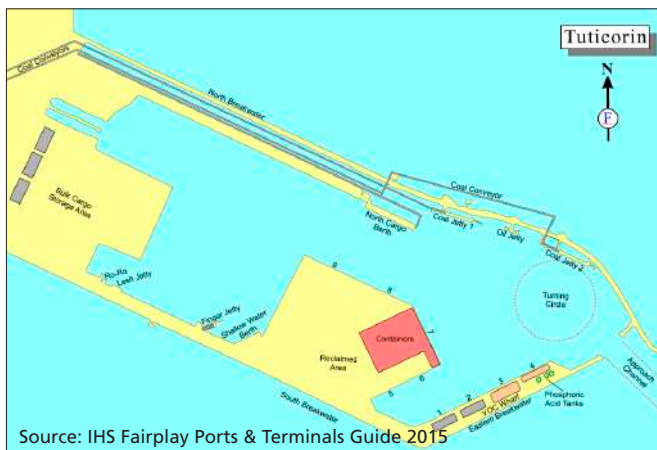 Tuticorin
N
F
Coal Conveyors
North Breakwater
Coal Conveyor
Bulk Cargo
Storage Area
North Cargo
Berth
Coal Jetty 1
Oil Jetty
Coal Jetty 2
Ro-Ro
Lash Jetty
9
8
7
Turning
Circle
Finger Jetty
Shallow Water
Berth
Containers
Reclaimed
Area
Approach
Channel
South Breakwater
5
6
1
2
3
4
VOC Wharf
Eastern Breakwater
Phosphoric
Acid Tanks
Source: IHS Fairplay Ports & Terminals Guide 2015